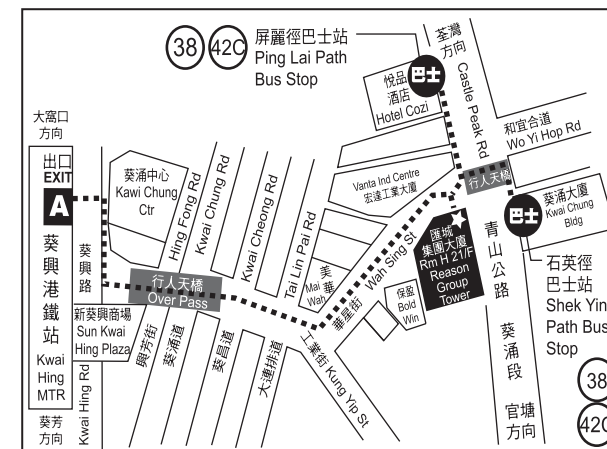 38 42C
屏麗徑巴士站
Ping Lai Path
Bus Stop
荃灣
方向
Castle Peak Rd
巴士
悅品
酒店
Hotel Cozi
和宜合道
Wo Yi Hop Rd
大窩口
方向
出口
EXIT
A
葵興港鐵站
Kwai
Hing
MTR
葵芳
方向
葵興路
Kwai Hing Rd
葵涌中心
Kawi Chung
Ctr
新葵興商場
Sun Kwai
Hing Plaza
行人天橋
Over Pass
Hing Fong Rd
Kwai Chung Rd
Kwai Cheong Rd
Tai Lin Pai Rd
興芳街
葵涌道
葵昌道
大連排道
Vanta Ind Centre
宏達工業大廈
美華
Mai
Wah
華星街 Wah Sing St
工業街 Kung Yip St
保盈
Bold
Win
匯城
集團大廈
Rm H 21/F
Reason
Group
Tower
行人天橋
巴士
葵涌大廈
Kwai Chung
Bldg
青山公路
葵涌段
官塘
方向
石英徑
巴士站
Shek Yin
Path Bus
Stop
38
42C